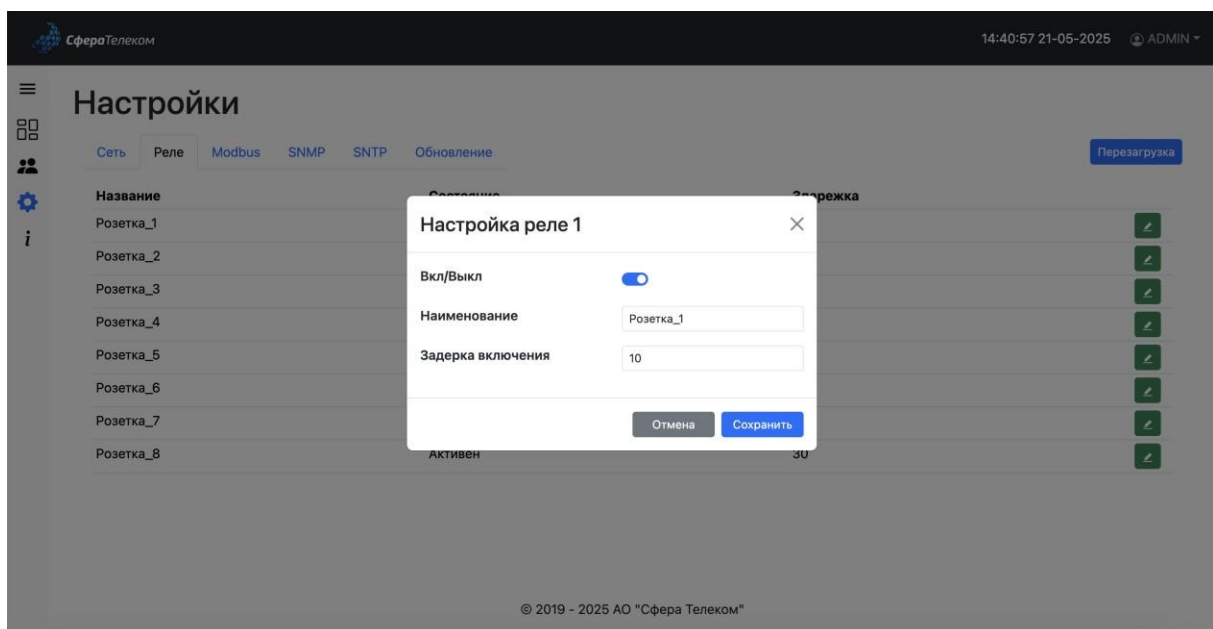 СфераТелеком
14:40:57 21-05-2025 ADMIN
Настройки
Сеть Реле Modbus SNMP SNTP Обновление Перезагрузка
Название Состояние Здережка
Розетка_1
Розетка_2
Розетка_3
Розетка_4
Розетка_5
Розетка_6
Розетка_7
Розетка_8 Активен 30
Настройка реле 1
Вкл/Выкл
Наименование Розетка_1
Задерка включения 10
Отмена Сохранить
© 2019 - 2025 АО "Сфера Телеком"